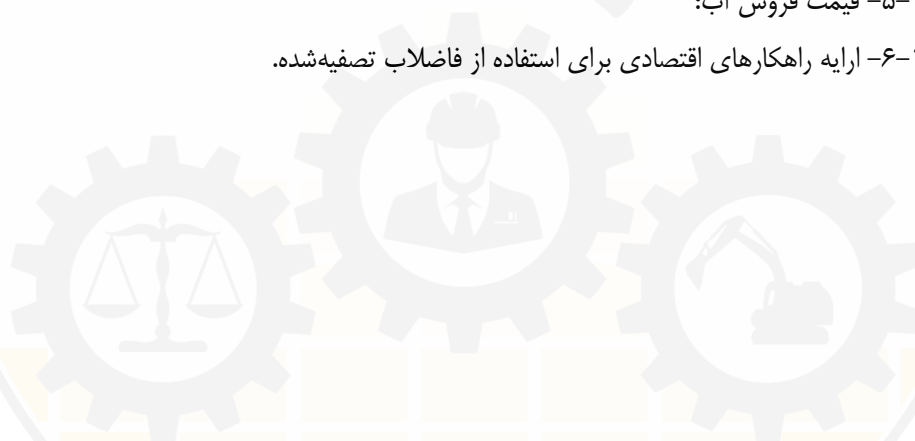 -۵- قیمت فروش آب:
-۶- ارایه راهکارهای اقتصادی برای استفاده از فاضلاب تصفیه‌شده.